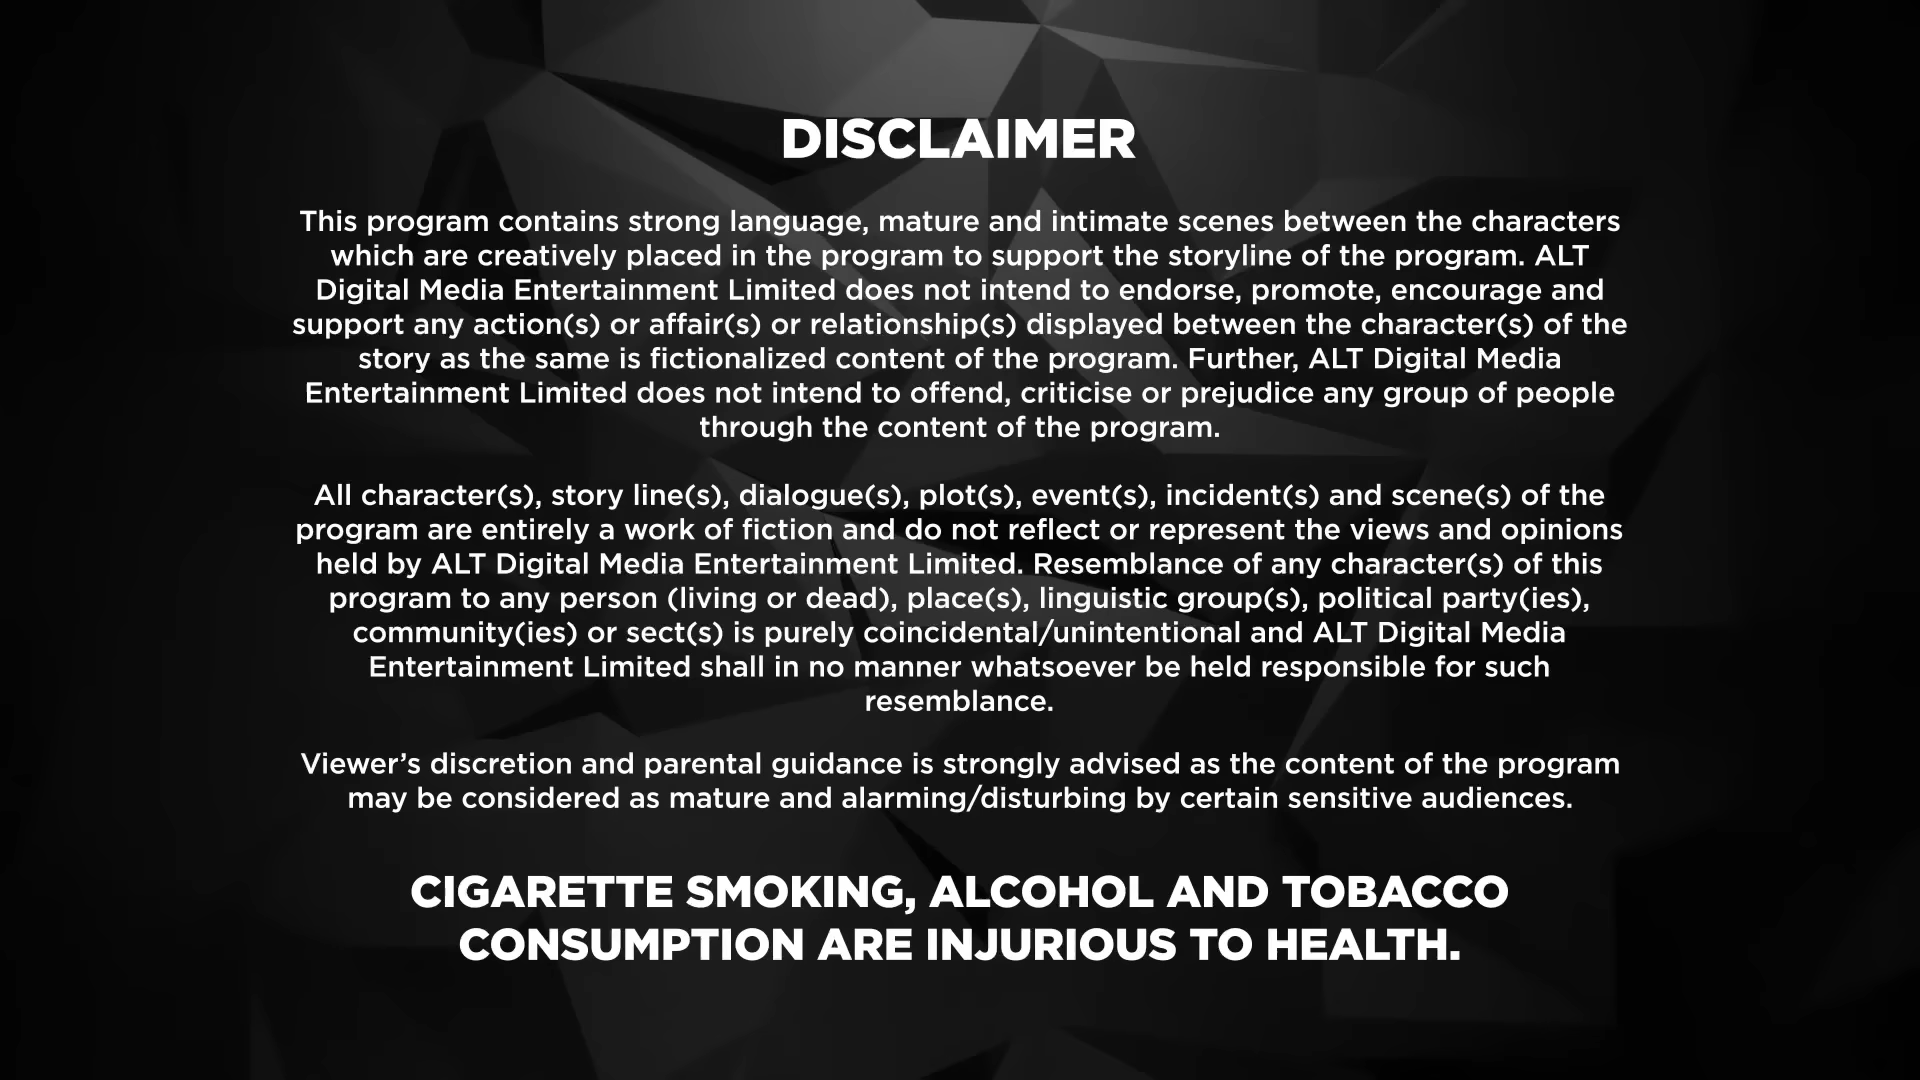 DISCLAIMER
This program contains strong language, mature and intimate scenes between the characters
which are creatively placed in the program to support the storyline of the program. ALT
Digital Media Entertainment Limited does not intend to endorse, promote, encourage and
support any action(s) or affair(s) or relationship(s) displayed between the character(s) of the
story as the same is fictionalized content of the program. Further, ALT Digital Media
Entertainment Limited does not intend to offend, criticise or prejudice any group of people
through the content of the program.
All character(s), story line(s), dialogue(s), plot(s), event(s), incident(s) and scene(s) of the
program are entirely a work of fiction and do not reflect or represent the views and opinions
held by ALT Digital Media Entertainment Limited. Resemblance of any character(s) of this
program to any person (living or dead), place(s), linguistic group(s), political party(ies),
community(ies) or sect(s) is purely coincidental/unintentional and ALT Digital Media
Entertainment Limited shall in no manner whatsoever be held responsible for such
resemblance.
Viewer’s discretion and parental guidance is strongly advised as the content of the program
may be considered as mature and alarming/disturbing by certain sensitive audiences.
CIGARETTE SMOKING, ALCOHOL AND TOBACCO
CONSUMPTION ARE INJURIOUS TO HEALTH.